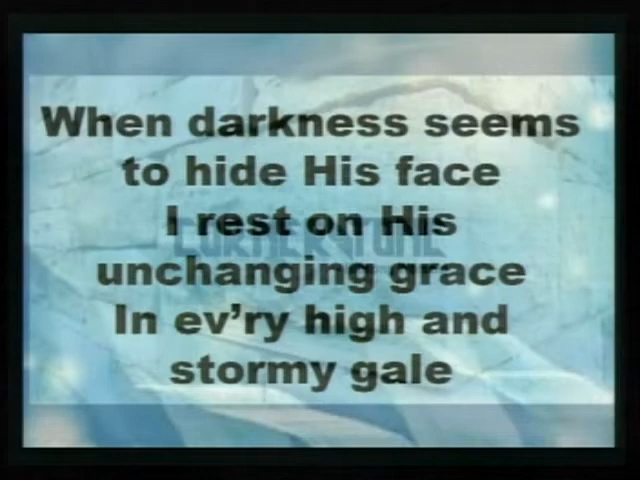 When darkness seems
to hide His face
I rest on His
CORNERSTONE
unchanging grace
In ev'ry high and
stormy gale